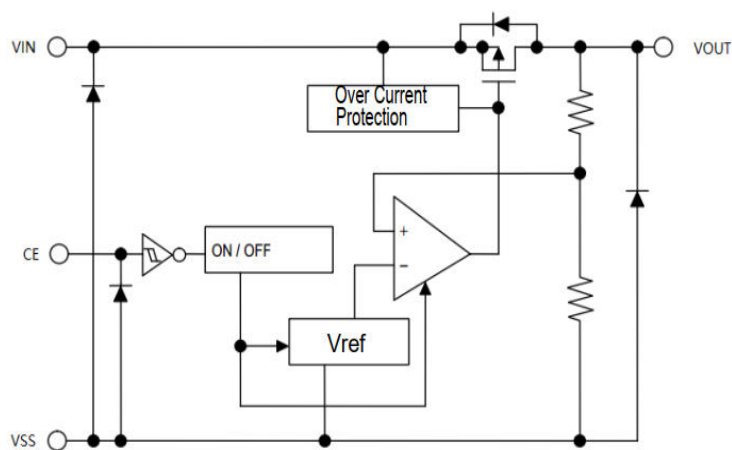 VIN
VOUT
Over Current
Protection
+
CE
ON / OFF
−
Vref
VSS